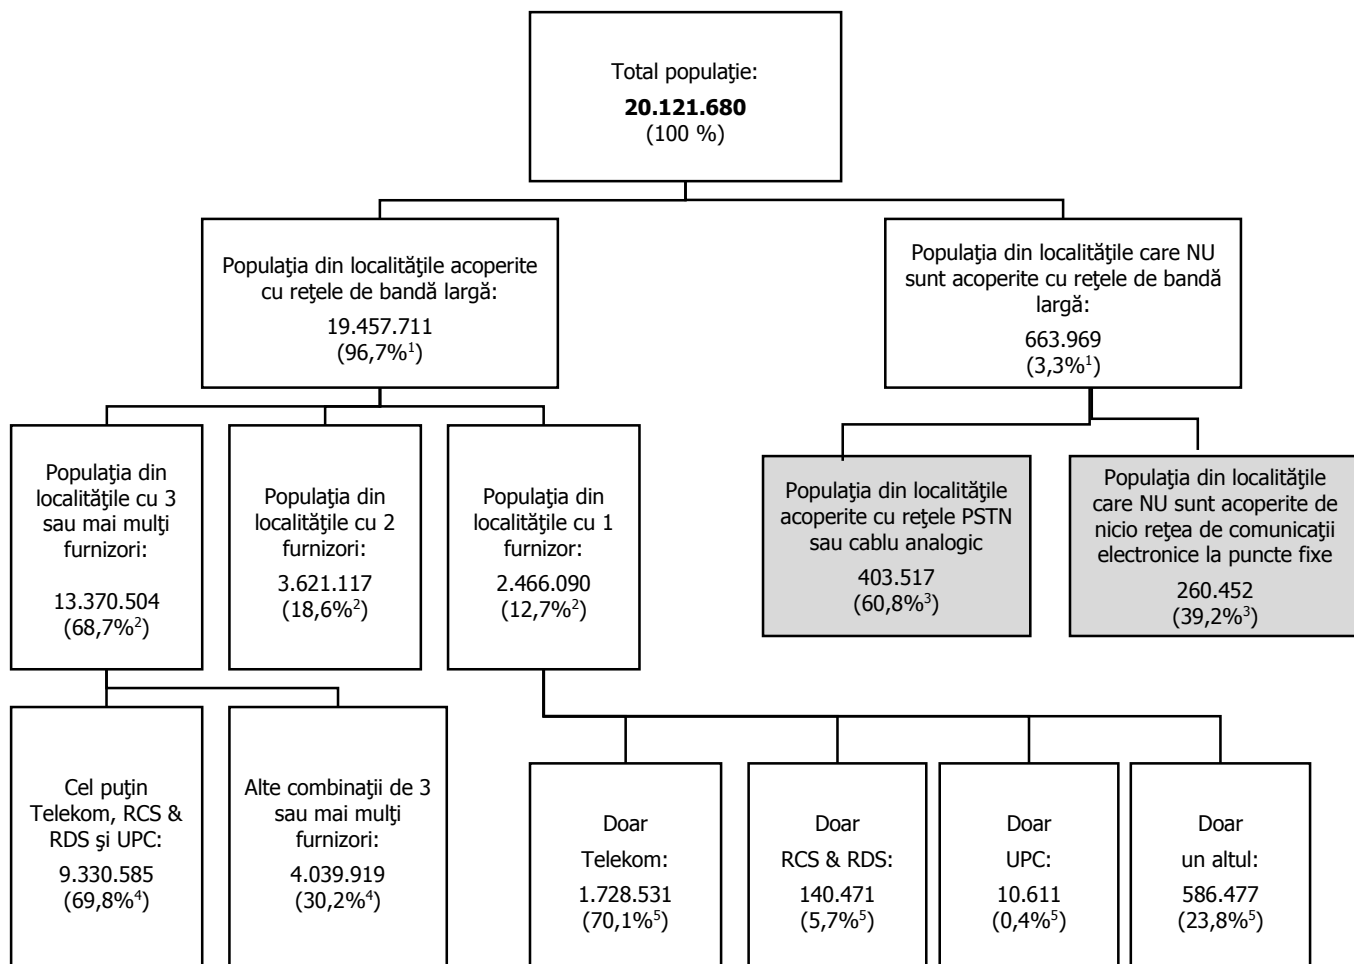 Total populaţie:
20.121.680
(100 %)
Populaţia din localităţile acoperite
cu reţele de bandă largă:
19.457.711
(96,7%¹)
Populaţia din localităţile care NU
sunt acoperite cu reţele de bandă
largă:
663.969
(3,3%¹)
Populaţia din
localităţile cu 3
sau mai mulţi
furnizori:
13.370.504
(68,7%²)
Populaţia din
localităţile cu 2
furnizori:
3.621.117
(18,6%²)
Populaţia din
localităţile cu 1
furnizor:
2.466.090
(12,7%²)
Populaţia din localităţile
acoperite cu reţele PSTN
sau cablu analogic
403.517
(60,8%³)
Populaţia din localităţile
care NU sunt acoperite de
nicio reţea de comunicaţii
electronice la puncte fixe
260.452
(39,2%³)
Cel puţin
Telekom, RCS &
RDS şi UPC:
9.330.585
(69,8%⁴)
Alte combinaţii de 3
sau mai mulţi
furnizori:
4.039.919
(30,2%⁴)
Doar
Telekom:
1.728.531
(70,1%⁵)
Doar
RCS & RDS:
140.471
(5,7%⁵)
Doar
UPC:
10.611
(0,4%⁵)
Doar
un altul:
586.477
(23,8%⁵)